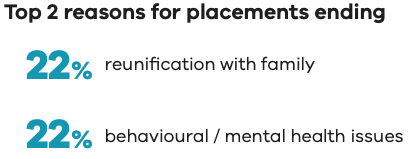 Top 2 reasons for placements ending
22% reunification with family
22% behavioural / mental health issues